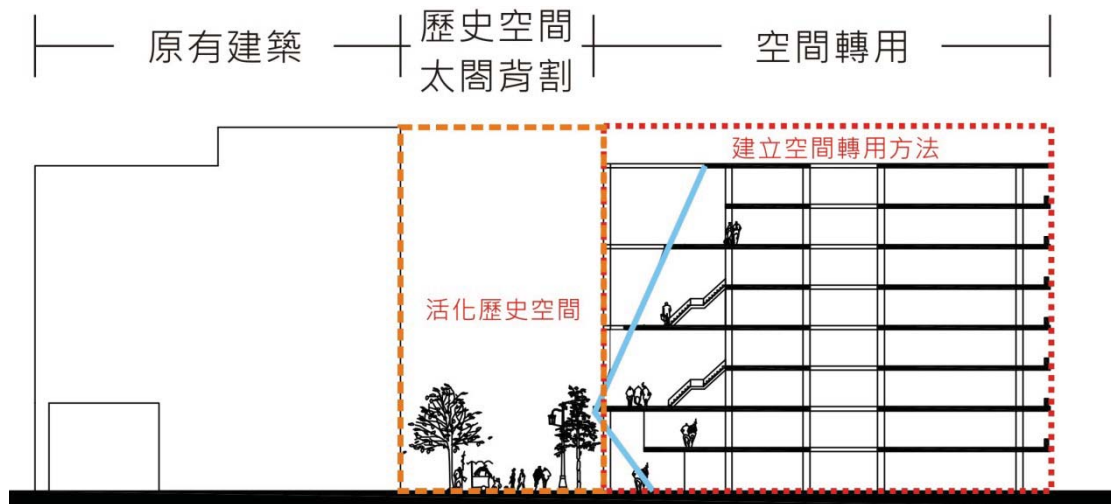 原有建築
歷史空間
太閤背割
空間轉用
建立空間轉用方法
活化歷史空間